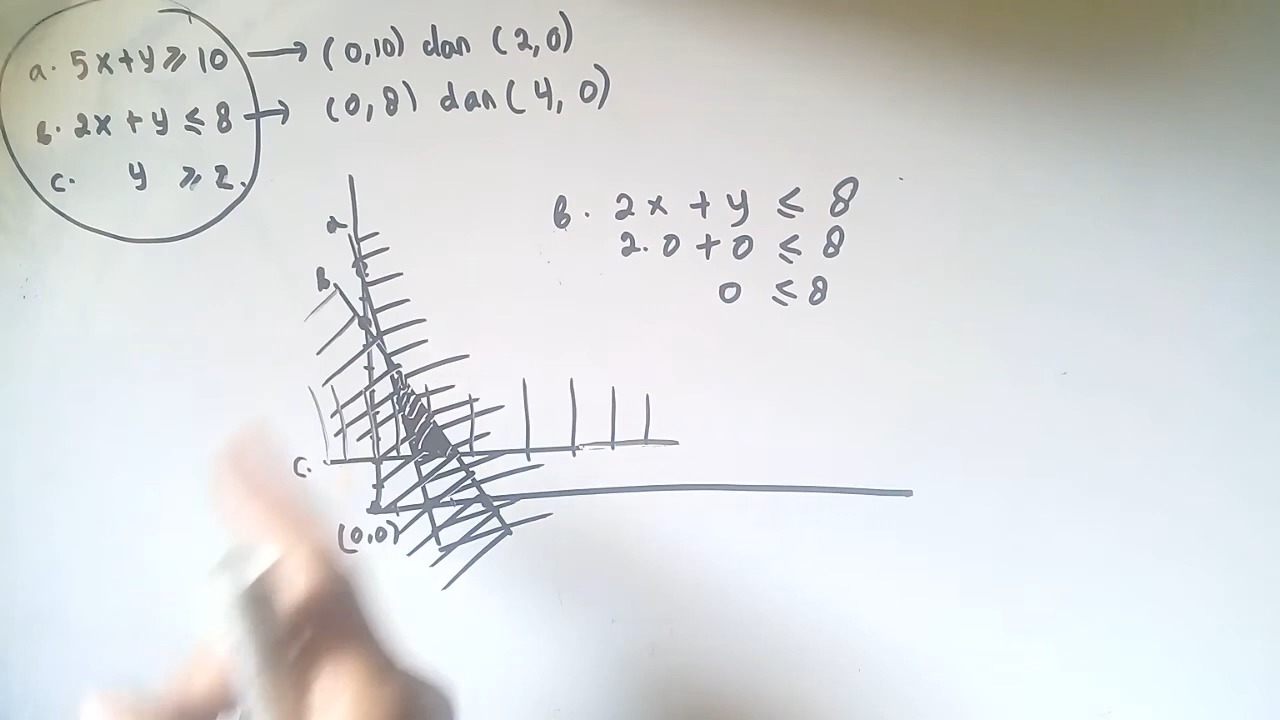 a. 5x+y ≥ 10 → (0,10) dan (2,0)
b. 2x + y ≤ 8 → (0,8) dan (4,0)
c. y ≥ 2.
b. 2x + y ≤ 8
2.0 + 0 ≤ 8
0 ≤ 8
a
b
c.
(0,0)